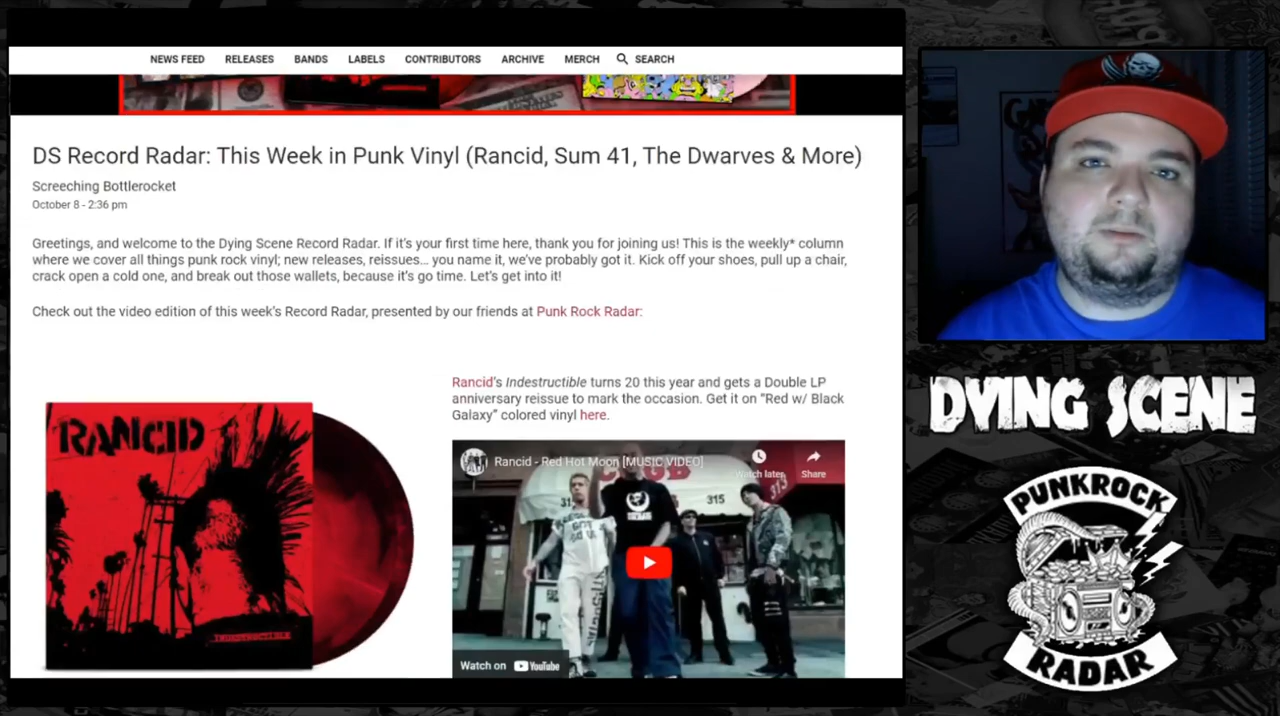 NEWS FEED RELEASES BANDS LABELS CONTRIBUTORS ARCHIVE MERCH SEARCH
DS Record Radar: This Week in Punk Vinyl (Rancid, Sum 41, The Dwarves & More)
Screeching Bottlerocket
October 8 - 2:36 pm
Greetings, and welcome to the Dying Scene Record Radar. If it's your first time here, thank you for joining us! This is the weekly* column
where we cover all things punk rock vinyl; new releases, reissues... you name it, we've probably got it. Kick off your shoes, pull up a chair,
crack open a cold one, and break out those wallets, because it's go time. Let's get into it!
Check out the video edition of this week's Record Radar, presented by our friends at Punk Rock Radar:
RANCID
INDESTRUCTIBLE
Rancid's Indestructible turns 20 this year and gets a Double LP
anniversary reissue to mark the occasion. Get it on "Red w/ Black
Galaxy" colored vinyl here.
Rancid - Red Hot Moon [MUSIC VIDEO]
Watch later Share
315
Watch on YouTube
DYING SCENE
PUNKROCK
RADAR